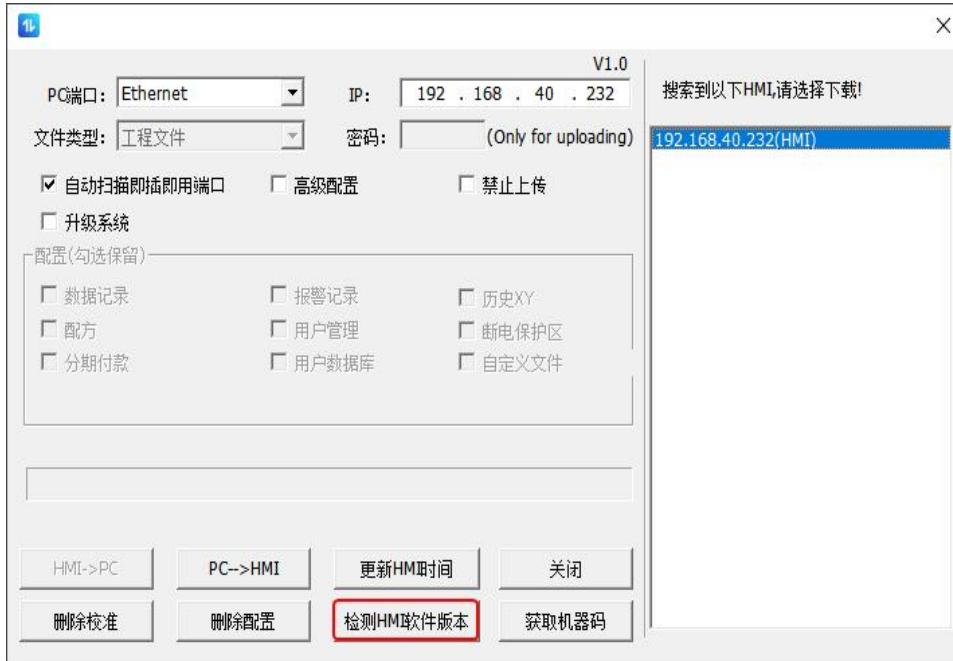 V1.0
PC端口: Ethernet IP: 192 . 168 . 40 . 232
文件类型: 工程文件 密码: (Only for uploading)
自动扫描即插即用端口 高级配置 禁止上传
升级系统
配置(勾选保留)
数据记录 报警记录 历史XY
配方 用户管理 断电保护区
分期付款 用户数据库 自定义文件
HMI->PC PC-->HMI 更新HMI时间 关闭
删除校准 删除配置 检测HMI软件版本 获取机器码
搜索到以下HMI,请选择下载!
192.168.40.232(HMI)